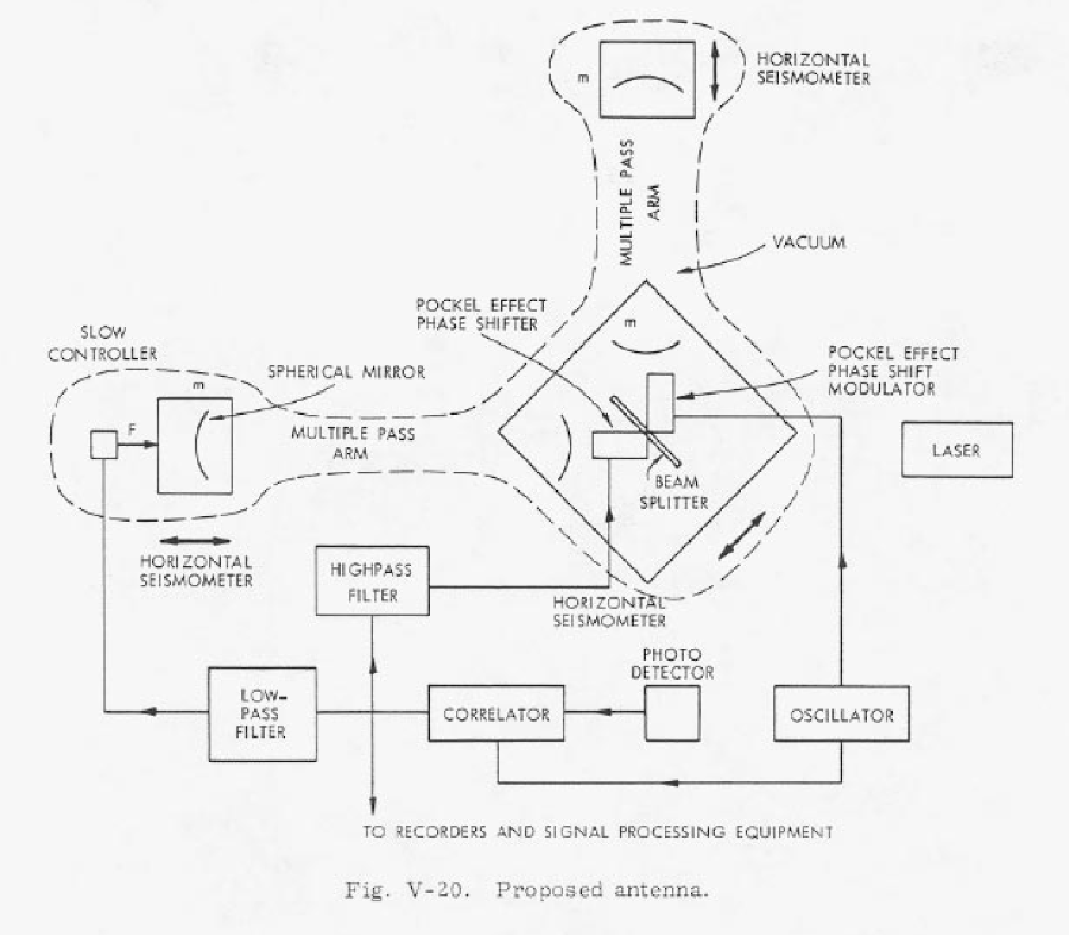 HORIZONTAL
SEISMOMETER
m
MULTIPLE PASS
ARM
VACUUM
POCKEL EFFECT
PHASE SHIFTER
m
SLOW
CONTROLLER
POCKEL EFFECT
PHASE SHIFT
MODULATOR
SPHERICAL MIRROR
m
F
MULTIPLE PASS
ARM
LASER
BEAM
SPLITTER
HORIZONTAL
SEISMOMETER
HIGHPASS
FILTER
HORIZONTAL
SEISMOMETER
PHOTO
DETECTOR
LOW-
PASS
FILTER
CORRELATOR
OSCILLATOR
TO RECORDERS AND SIGNAL PROCESSING EQUIPMENT
Fig. V-20. Proposed antenna.